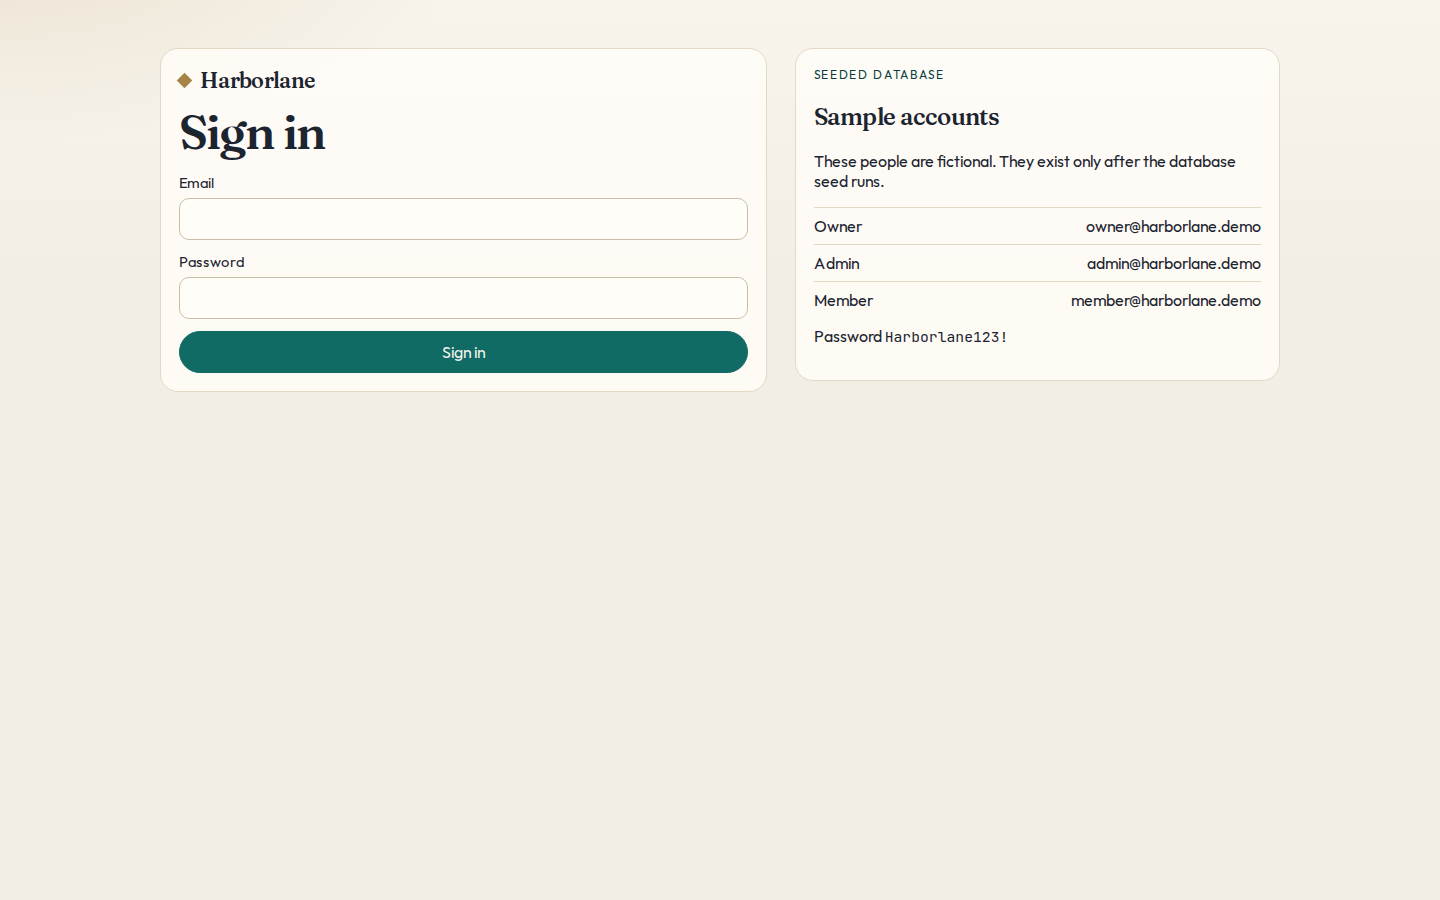 Harborlane
Sign in
Email
Password
Sign in
SEEDED DATABASE
Sample accounts
These people are fictional. They exist only after the database
seed runs.
Owner owner@harborlane.demo
Admin admin@harborlane.demo
Member member@harborlane.demo
Password Harborlane123!